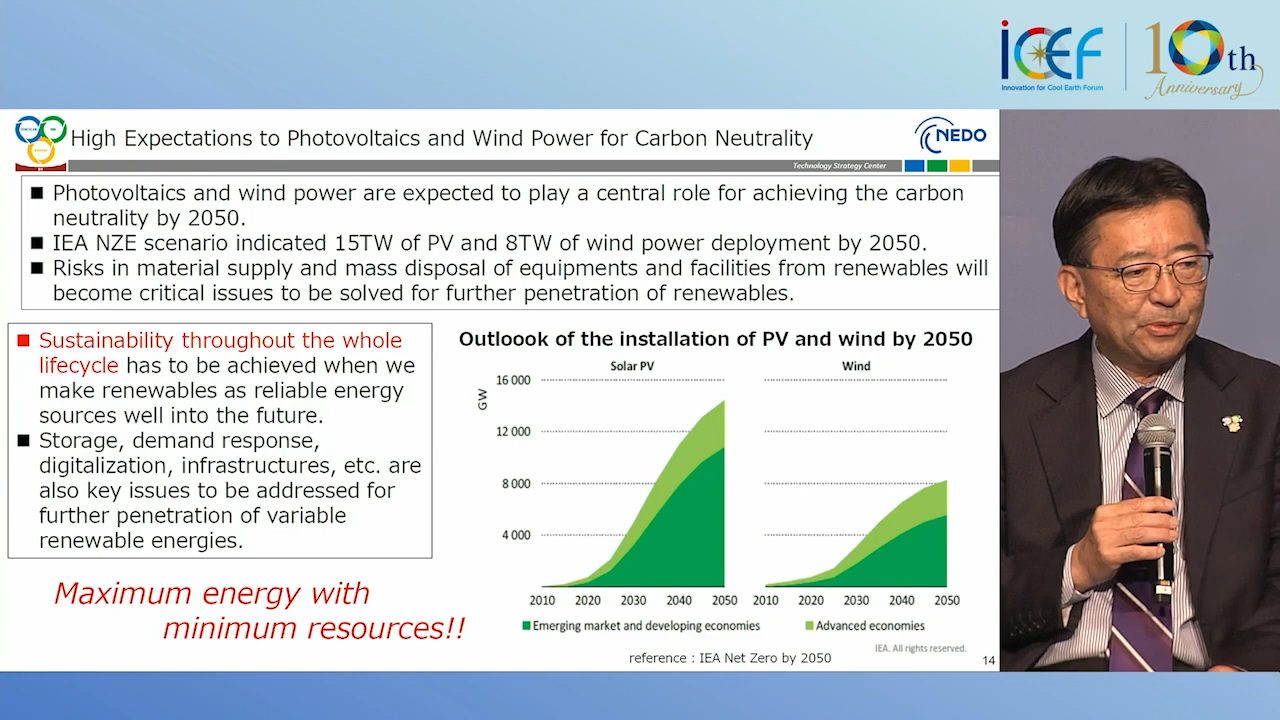 ICEF
Innovation for Cool Earth Forum
10th
Anniversary
High Expectations to Photovoltaics and Wind Power for Carbon Neutrality
NEDO
Technology Strategy Center
■ Photovoltaics and wind power are expected to play a central role for achieving the carbon
neutrality by 2050.
■ IEA NZE scenario indicated 15TW of PV and 8TW of wind power deployment by 2050.
■ Risks in material supply and mass disposal of equipments and facilities from renewables will
become critical issues to be solved for further penetration of renewables.
■ Sustainability throughout the whole
lifecycle has to be achieved when we
make renewables as reliable energy
sources well into the future.
■ Storage, demand response,
digitalization, infrastructures, etc. are
also key issues to be addressed for
further penetration of variable
renewable energies.
Maximum energy with
minimum resources!!
Outloook of the installation of PV and wind by 2050
Solar PV
Wind
GW
16 000
12 000
8 000
4 000
2010 2020 2030 2040 2050
2010 2020 2030 2040 2050
Emerging market and developing economies
Advanced economies
IEA. All rights reserved.
reference : IEA Net Zero by 2050
14